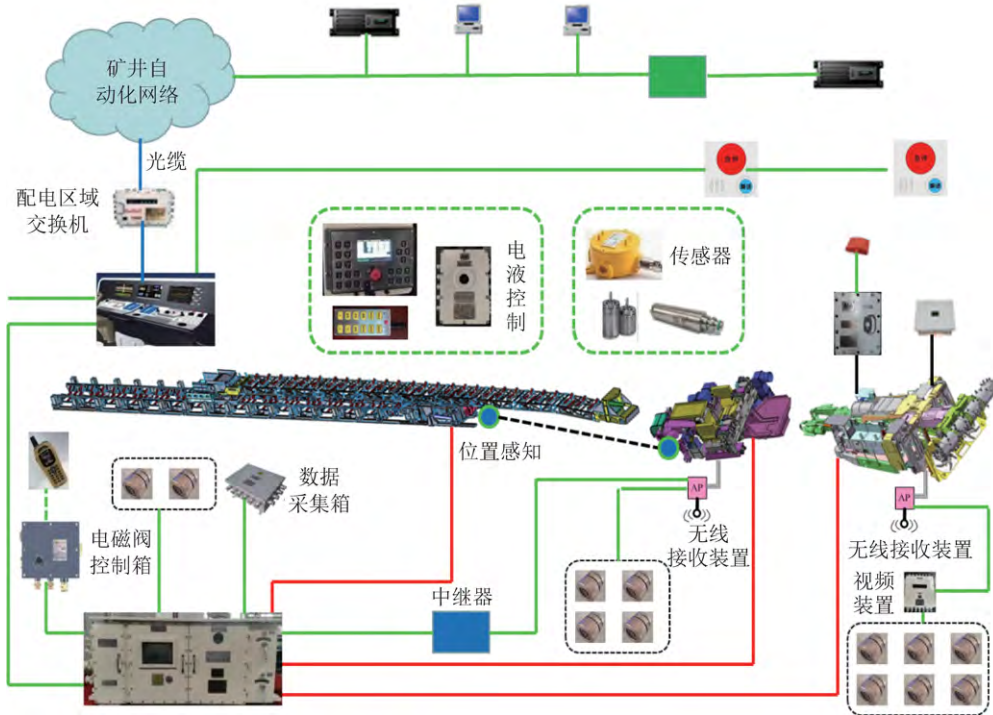 矿井自
动化网络
光缆
配电区域
交换机
电
液
控
制
传感器
位置感知
数据
采集箱
电磁阀
控制箱
中继器
AP
无线
接收装置
AP
无线接收装置
视频
装置